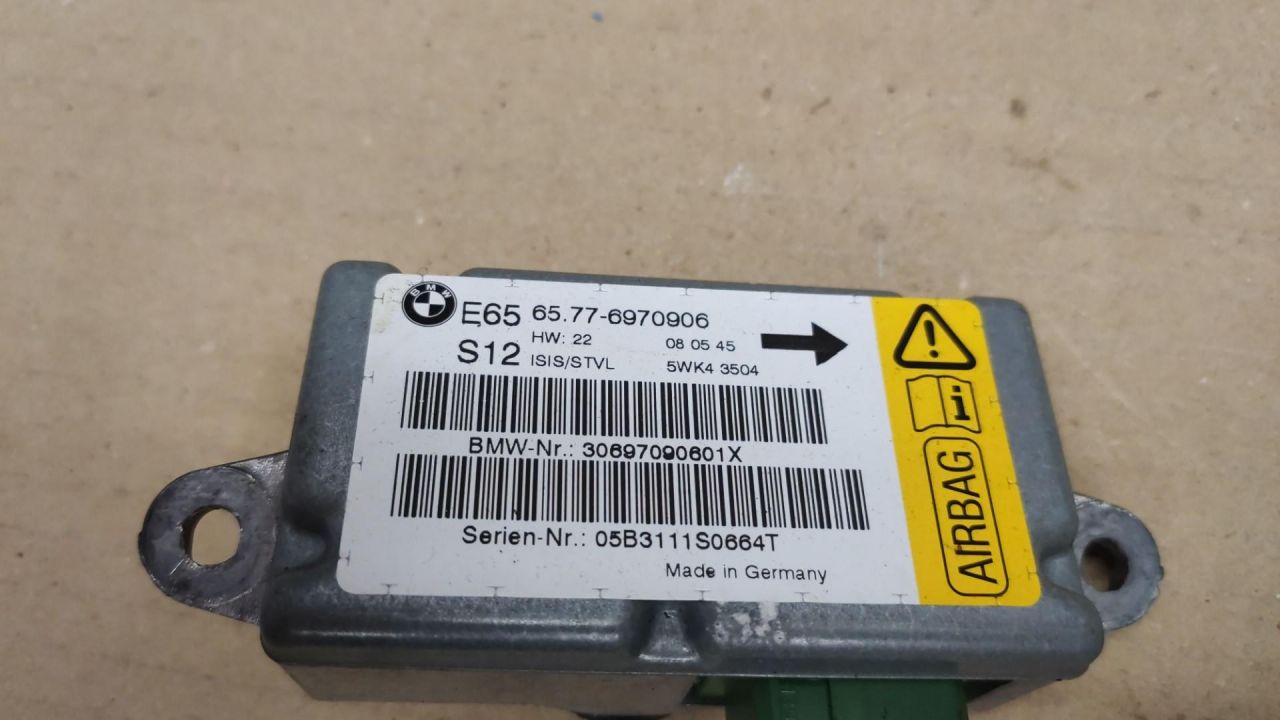 BMW
E65 65.77-6970906
HW: 22 08 05 45
S12 ISIS/STVL 5WK4 3504
BMW-Nr.: 30697090601X
Serien-Nr.: 05B3111S0664T
Made in Germany
AIRBAG